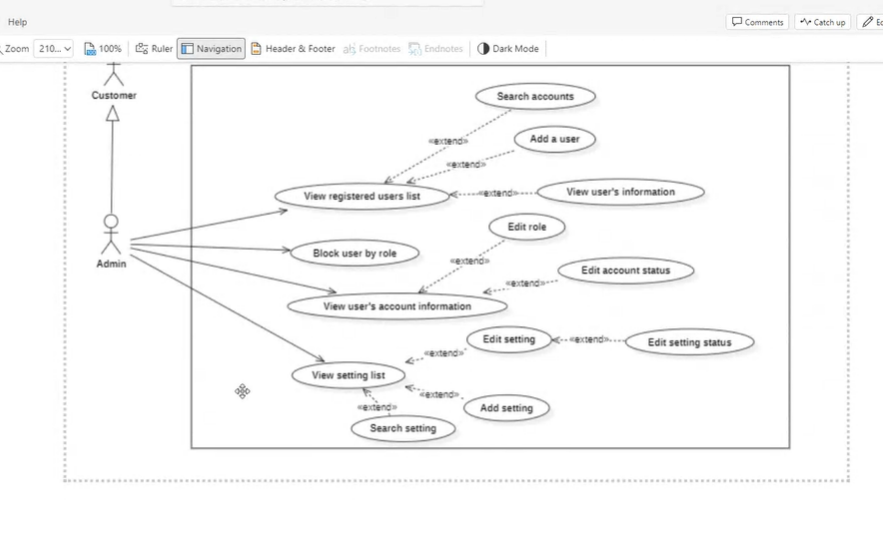 Help
Comments
Catch up
Zoom 210... 100% Ruler Navigation Header & Footer Footnotes Endnotes Dark Mode
Customer
Search accounts
«extend»
Add a user
«extend»
View registered users list
«extend»
View user's information
Edit role
Admin
Block user by role
«extend»
Edit account status
«extend»
View user's account information
Edit setting
«extend»
Edit setting status
«extend»
View setting list
«extend»
Add setting
«extend»
Search setting